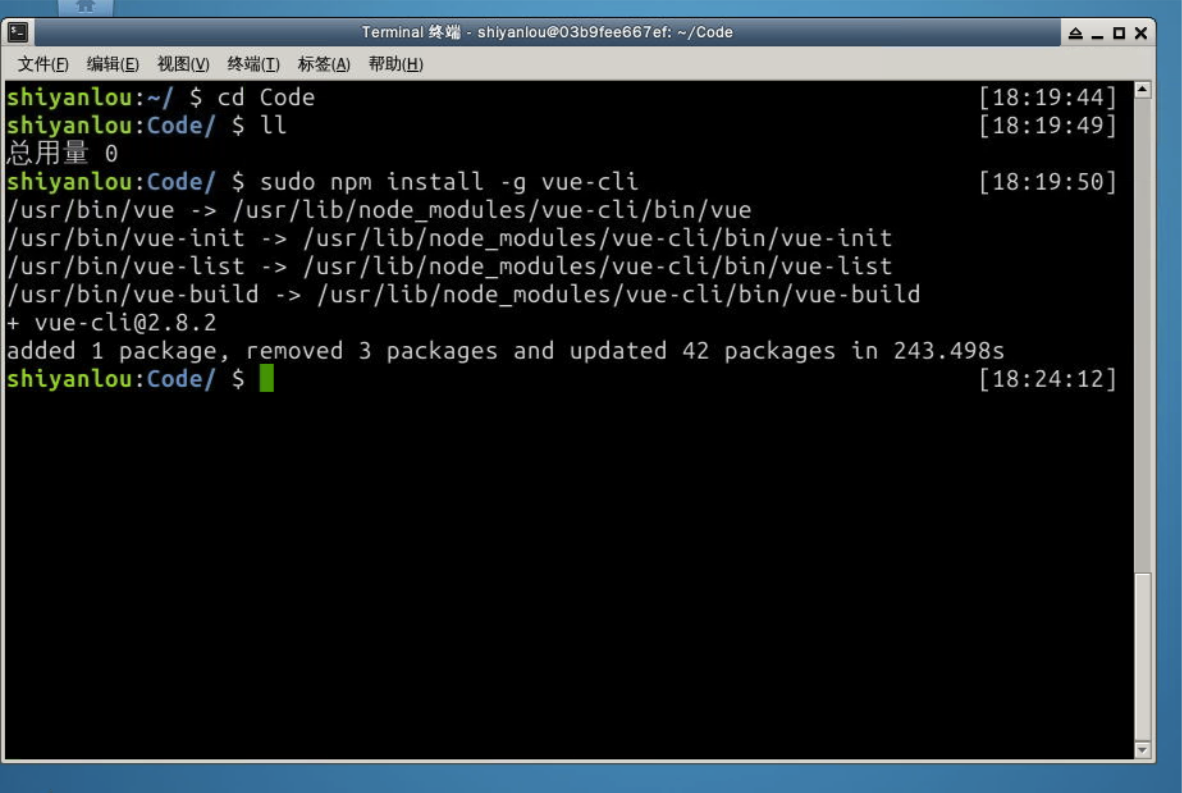 Terminal 终端 - shiyanlou@03b9fee667ef: ~/Code
文件(F) 编辑(E) 视图(V) 终端(T) 标签(A) 帮助(H)
shiyanlou:~/ $ cd Code [18:19:44]
shiyanlou:Code/ $ ll [18:19:49]
总用量 0
shiyanlou:Code/ $ sudo npm install -g vue-cli [18:19:50]
/usr/bin/vue -> /usr/lib/node_modules/vue-cli/bin/vue
/usr/bin/vue-init -> /usr/lib/node_modules/vue-cli/bin/vue-init
/usr/bin/vue-list -> /usr/lib/node_modules/vue-cli/bin/vue-list
/usr/bin/vue-build -> /usr/lib/node_modules/vue-cli/bin/vue-build
+ vue-cli@2.8.2
added 1 package, removed 3 packages and updated 42 packages in 243.498s
shiyanlou:Code/ $ [18:24:12]